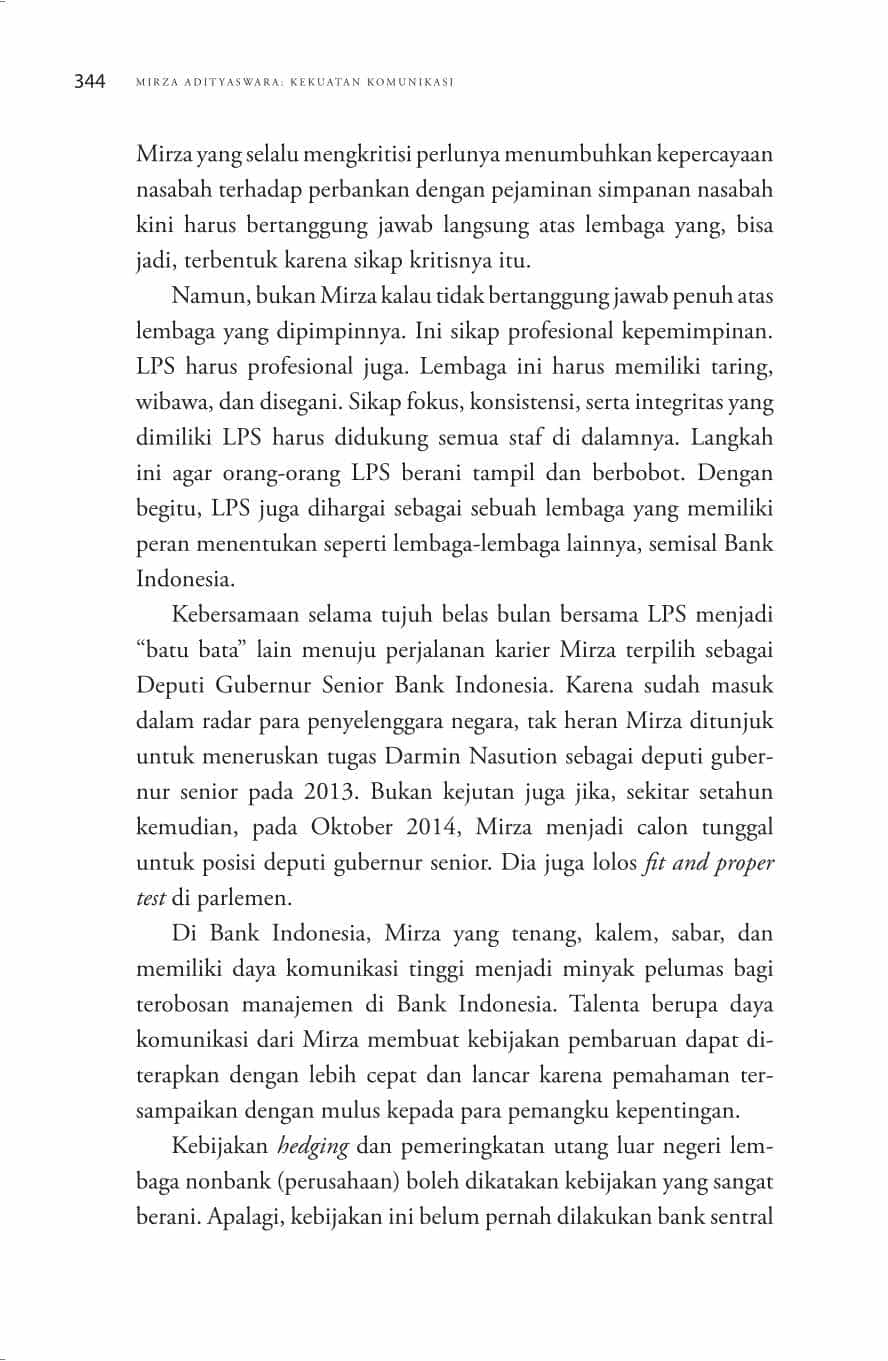 344 MIRZA ADITYASWARA: KEKUATAN KOMUNIKASI
Mirza yang selalu mengkritisi perlunya menumbuhkan kepercayaan
nasabah terhadap perbankan dengan pejaminan simpanan nasabah
kini harus bertanggung jawab langsung atas lembaga yang, bisa
jadi, terbentuk karena sikap kritisnya itu.
Namun, bukan Mirza kalau tidak bertanggung jawab penuh atas
lembaga yang dipimpinnya. Ini sikap profesional kepemimpinan.
LPS harus profesional juga. Lembaga ini harus memiliki taring,
wibawa, dan disegani. Sikap fokus, konsistensi, serta integritas yang
dimiliki LPS harus didukung semua staf di dalamnya. Langkah
ini agar orang-orang LPS berani tampil dan berbobot. Dengan
begitu, LPS juga dihargai sebagai sebuah lembaga yang memiliki
peran menentukan seperti lembaga-lembaga lainnya, semisal Bank
Indonesia.
Kebersamaan selama tujuh belas bulan bersama LPS menjadi
“batu bata” lain menuju perjalanan karier Mirza terpilih sebagai
Deputi Gubernur Senior Bank Indonesia. Karena sudah masuk
dalam radar para penyelenggara negara, tak heran Mirza ditunjuk
untuk meneruskan tugas Darmin Nasution sebagai deputi guber-
nur senior pada 2013. Bukan kejutan juga jika, sekitar setahun
kemudian, pada Oktober 2014, Mirza menjadi calon tunggal
untuk posisi deputi gubernur senior. Dia juga lolos fit and proper
test di parlemen.
Di Bank Indonesia, Mirza yang tenang, kalem, sabar, dan
memiliki daya komunikasi tinggi menjadi minyak pelumas bagi
terobosan manajemen di Bank Indonesia. Talenta berupa daya
komunikasi dari Mirza membuat kebijakan pembaruan dapat di-
terapkan dengan lebih cepat dan lancar karena pemahaman ter-
sampaikan dengan mulus kepada para pemangku kepentingan.
Kebijakan hedging dan pemeringkatan utang luar negeri lem-
baga nonbank (perusahaan) boleh dikatakan kebijakan yang sangat
berani. Apalagi, kebijakan ini belum pernah dilakukan bank sentral